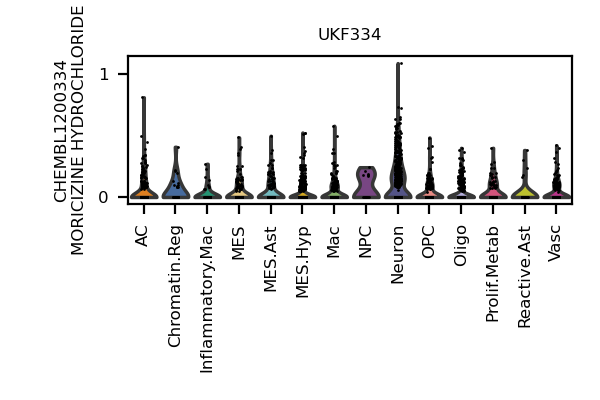 UKF334
CHEMBL1200334
MORICIZINE HYDROCHLORIDE
1
0
AC
Chromatin.Reg
Inflammatory.Mac
MES
MES.Ast
MES.Hyp
Mac
NPC
Neuron
OPC
Oligo
Prolif.Metab
Reactive.Ast
Vasc